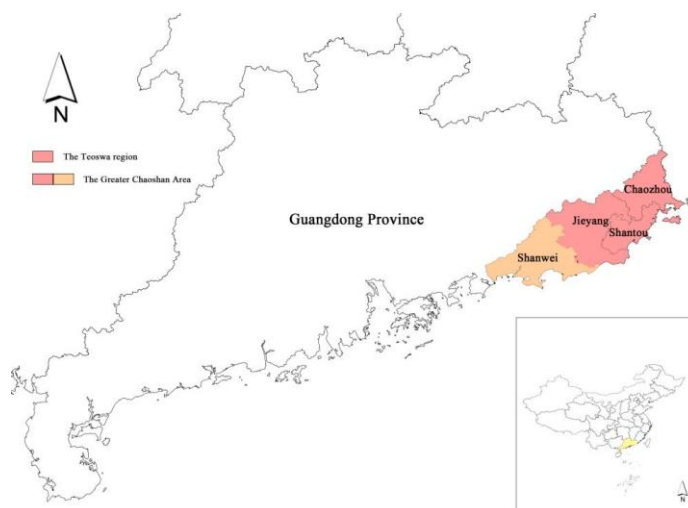 N
The Teoswa region
The Greater Chaoshan Area
Guangdong Province
Chaozhou
Jieyang
Shantou
Shanwei
N